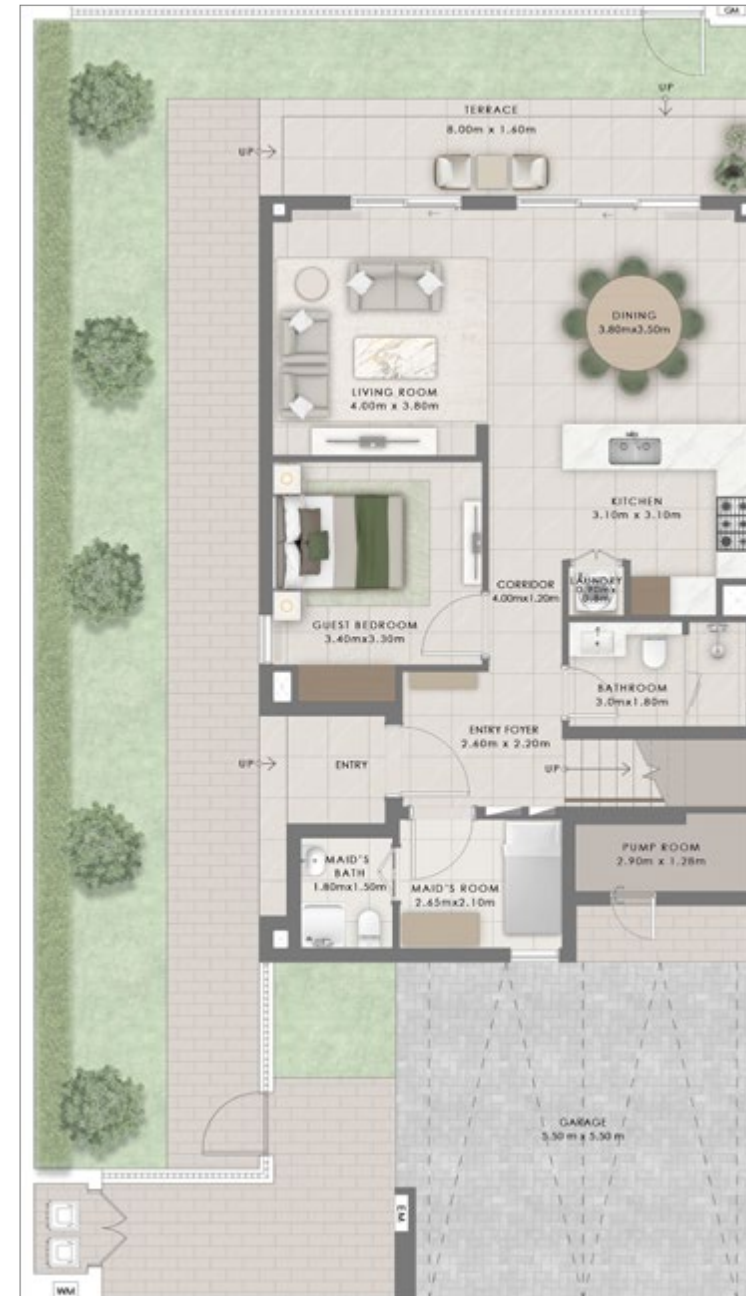 GM
UP
TERRACE
8.00m x 1.60m
UP
DINING
3.80mx3.50m
LIVING ROOM
4.00m x 3.80m
KITCHEN
3.10m x 3.10m
CORRIDOR
4.00mx1.20m
LAUNDRY
GUEST BEDROOM
3.40mx3.30m
BATHROOM
3.0mx1.80m
ENTRY FOYER
2.60m x 2.20m
UP
ENTRY
UP
MAID'S
BATH
1.80mx1.50m
MAID'S ROOM
2.65mx2.10m
PUMP ROOM
2.90m x 1.28m
GARAGE
5.50 m x 5.50 m
EM
WM